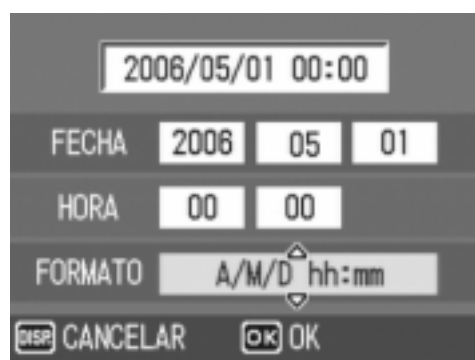 2006/05/01 00:00
FECHA 2006 05 01
HORA 00 00
FORMATO A/M/D hh:mm
DISP. CANCELAR OK OK